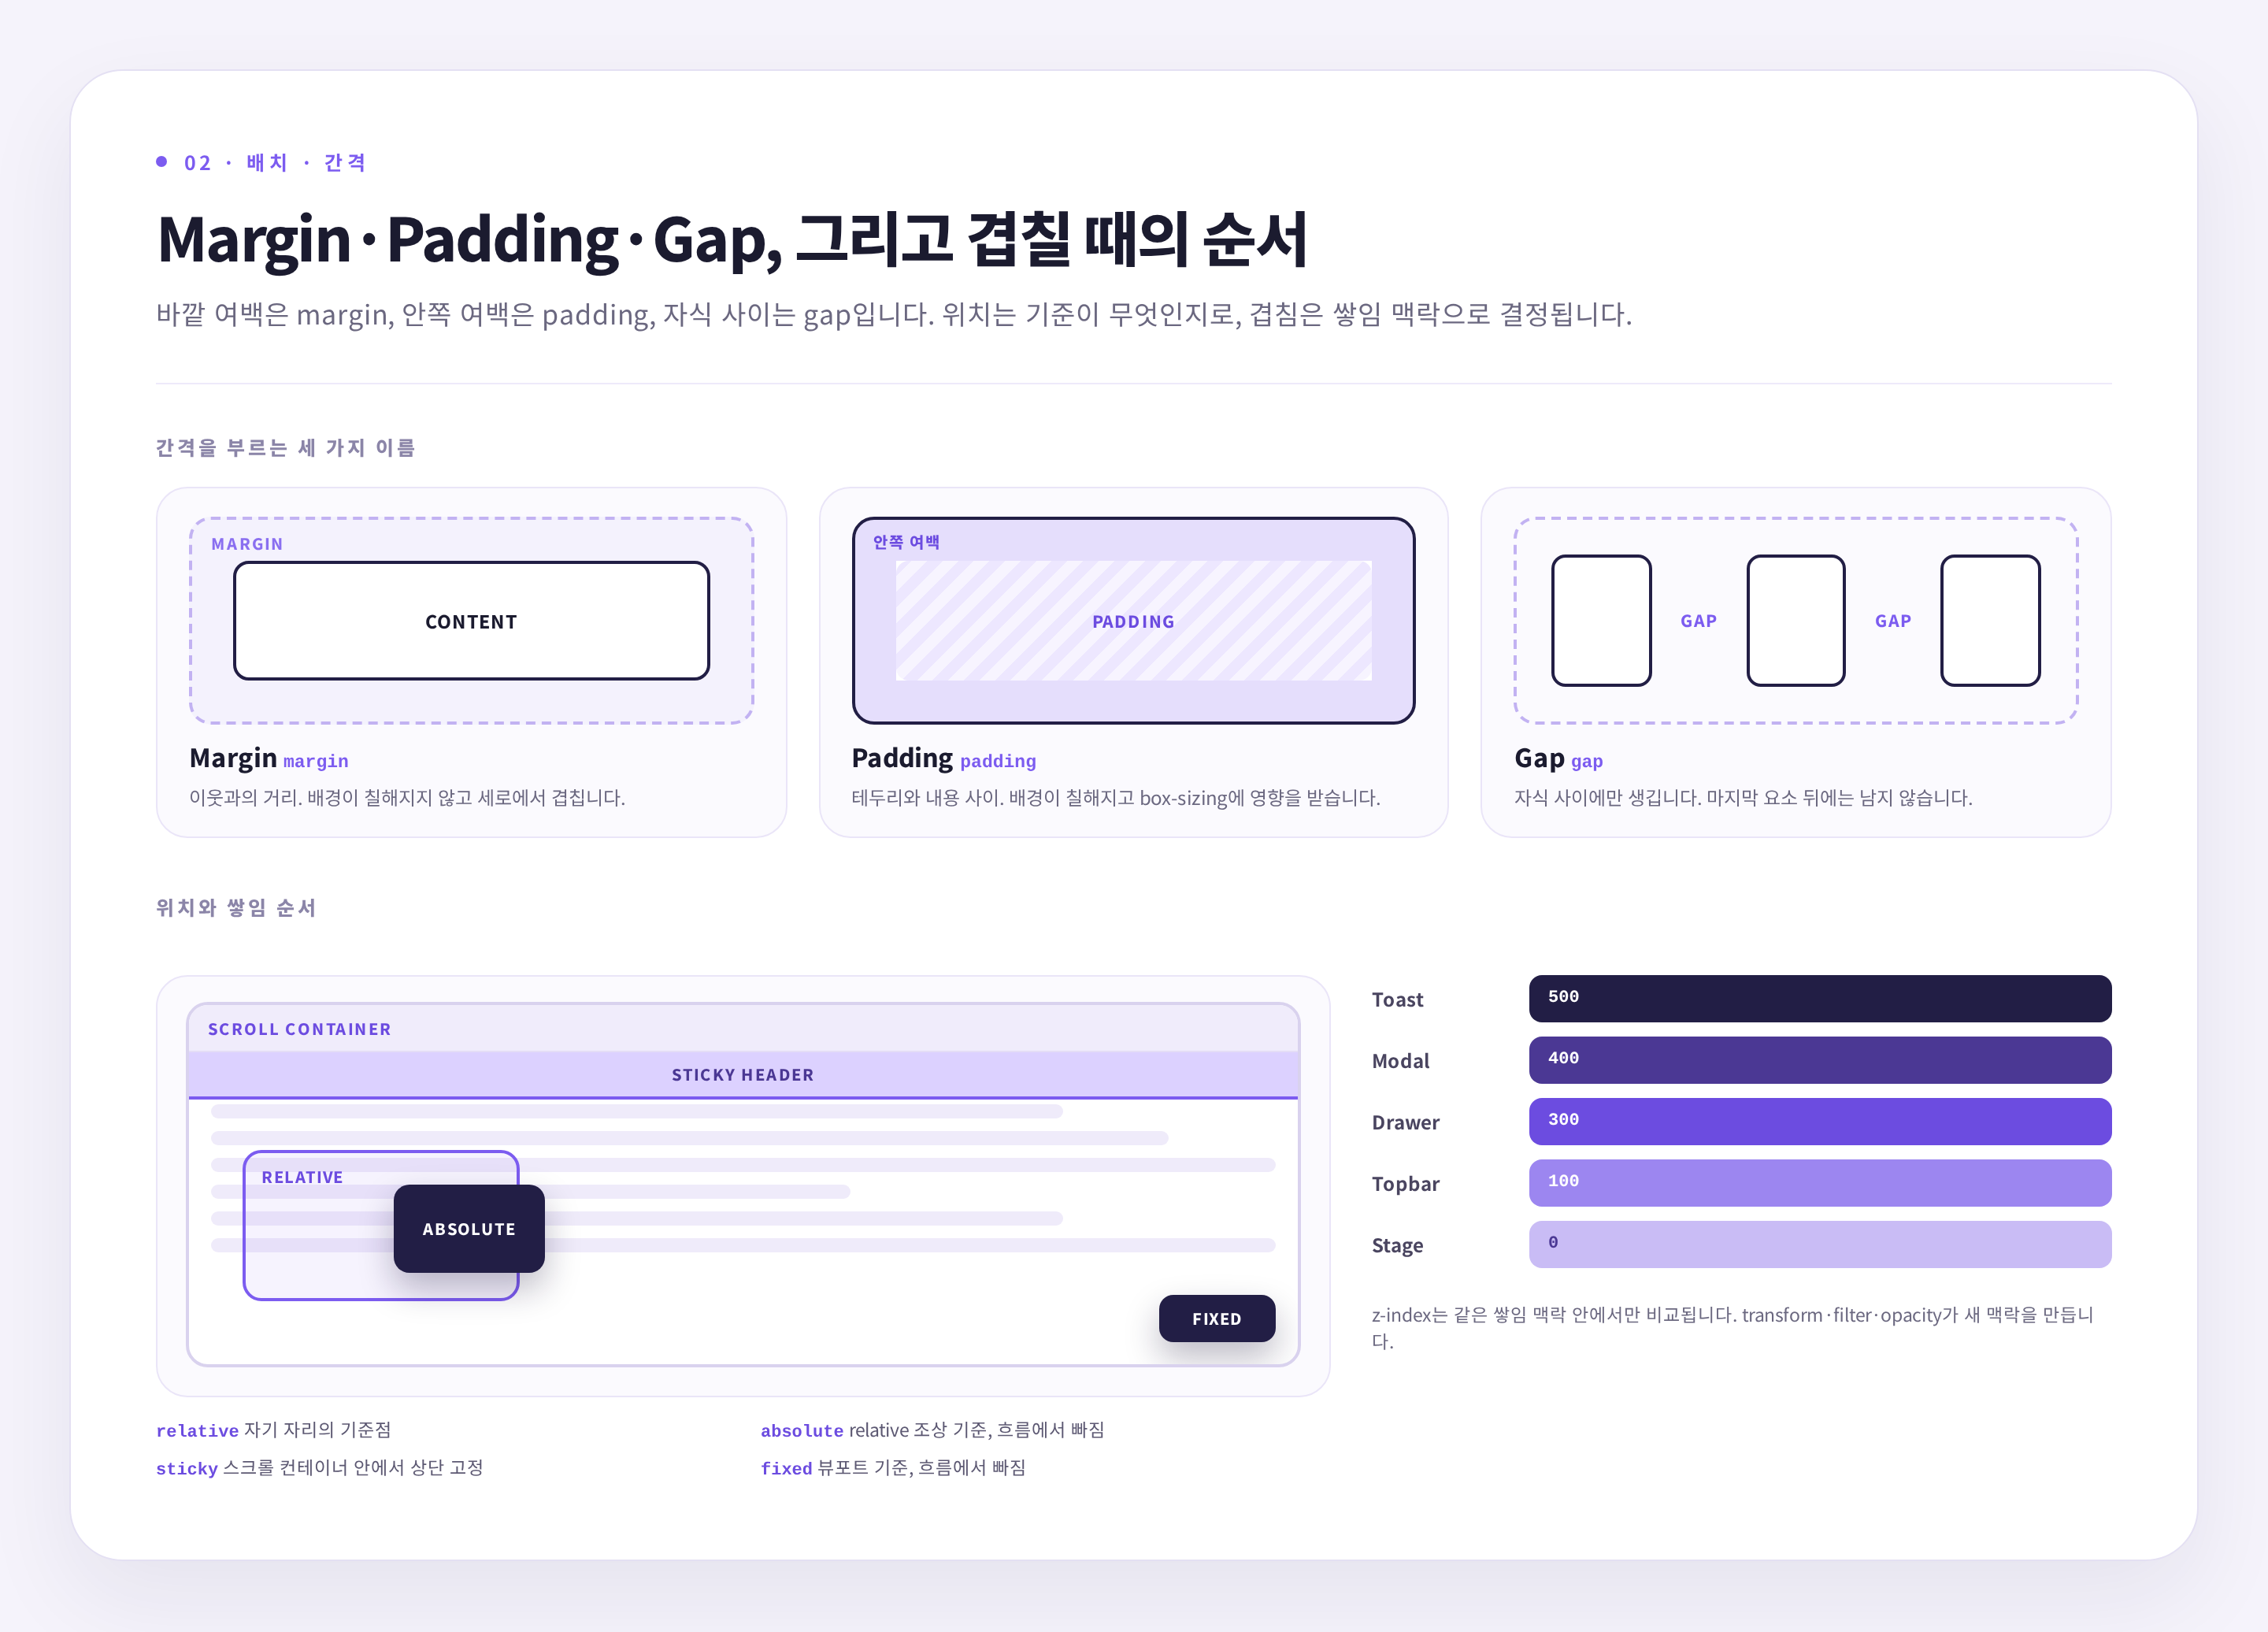 02 · 배치 · 간격
Margin·Padding·Gap, 그리고 겹칠 때의 순서
바깥 여백은 margin, 안쪽 여백은 padding, 자식 사이는 gap입니다. 위치는 기준이 무엇인지로, 겹침은 쌓임 맥락으로 결정됩니다.
간격을 부르는 세 가지 이름
MARGIN
CONTENT
Margin margin
이웃과의 거리. 배경이 칠해지지 않고 세로에서 겹칩니다.
안쪽 여백
PADDING
Padding padding
테두리와 내용 사이. 배경이 칠해지고 box-sizing에 영향을 받습니다.
GAP
GAP
Gap gap
자식 사이에만 생깁니다. 마지막 요소 뒤에는 남지 않습니다.
위치와 쌓임 순서
SCROLL CONTAINER
STICKY HEADER
RELATIVE
ABSOLUTE
FIXED
relative 자기 자리의 기준점
absolute relative 조상 기준, 흐름에서 빠짐
sticky 스크롤 컨테이너 안에서 상단 고정
fixed 뷰포트 기준, 흐름에서 빠짐
Toast 500
Modal 400
Drawer 300
Topbar 100
Stage 0
z-index는 같은 쌓임 맥락 안에서만 비교됩니다. transform·filter·opacity가 새 맥락을 만듭니
다.